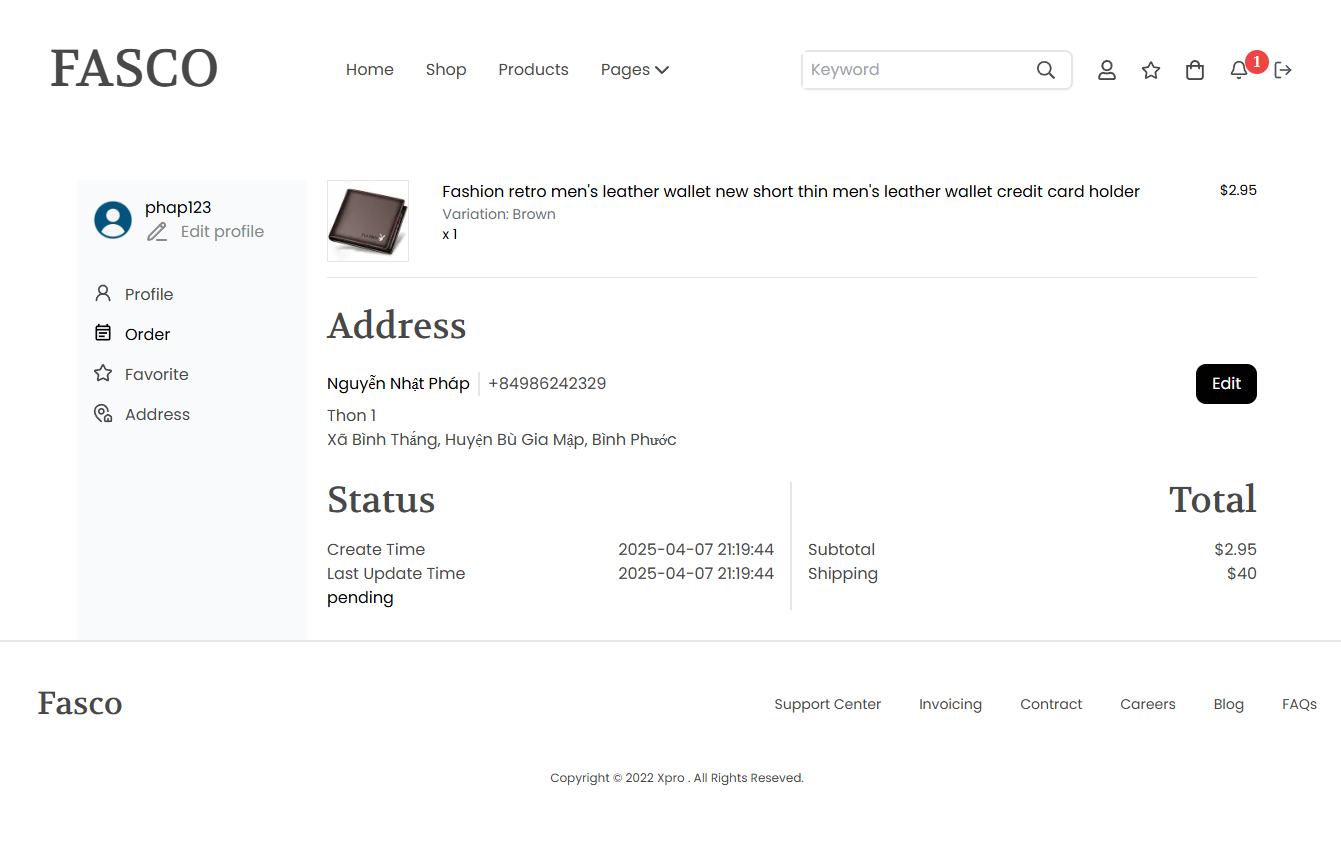 FASCO
Home Shop Products Pages
Keyword
1
phap123
Edit profile
Profile
Order
Favorite
Address
Fashion retro men's leather wallet new short thin men's leather wallet credit card holder $2.95
Variation: Brown
x 1
Address
Nguyễn Nhật Pháp +84986242329 Edit
Thon 1
Xã Bình Thắng, Huyện Bù Gia Mập, Bình Phước
Status
Create Time 2025-04-07 21:19:44
Last Update Time 2025-04-07 21:19:44
pending
Total
Subtotal $2.95
Shipping $40
Fasco
Support Center Invoicing Contract Careers Blog FAQs
Copyright © 2022 Xpro . All Rights Reseved.